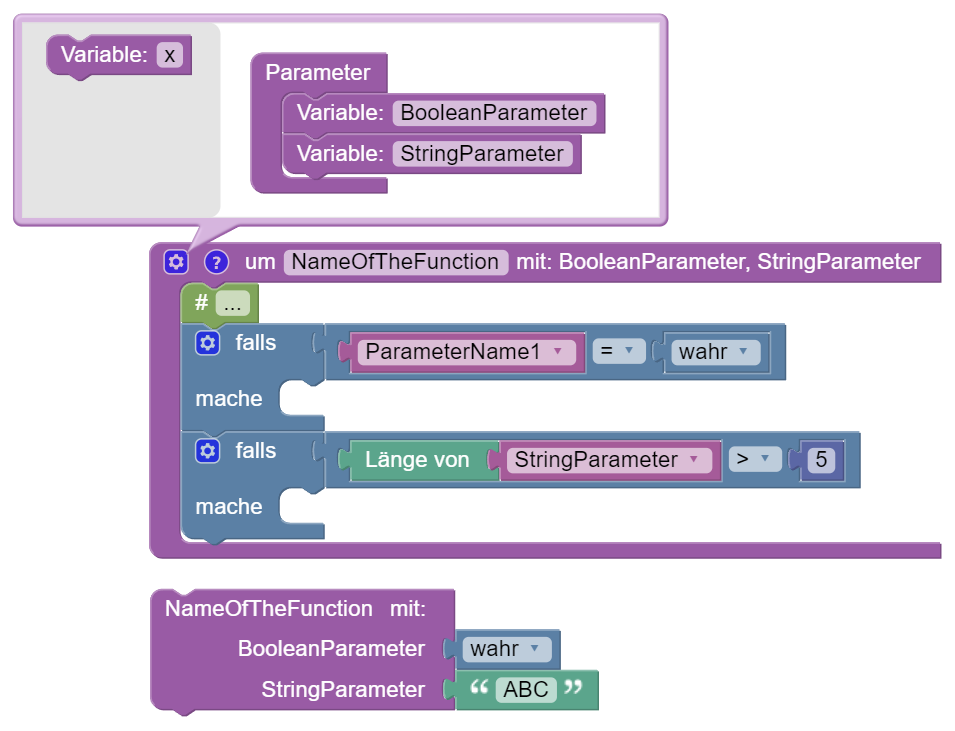 Variable: x
Parameter
Variable: BooleanParameter
Variable: StringParameter
? um NameOfTheFunction mit: BooleanParameter, StringParameter
# ...
falls ParameterName1 = wahr
mache
falls Länge von StringParameter > 5
mache
NameOfTheFunction mit:
BooleanParameter wahr
StringParameter “ ABC ”